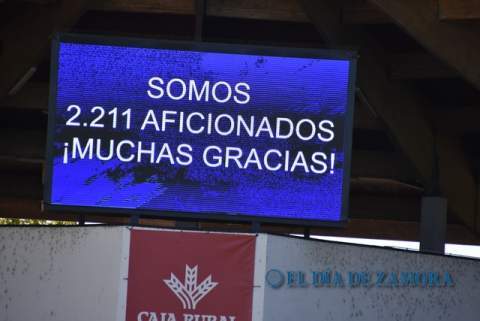 SOMOS
2.211 AFICIONADOS
¡MUCHAS GRACIAS!
EL DÍA DE ZAMORA
CAJA RURAL